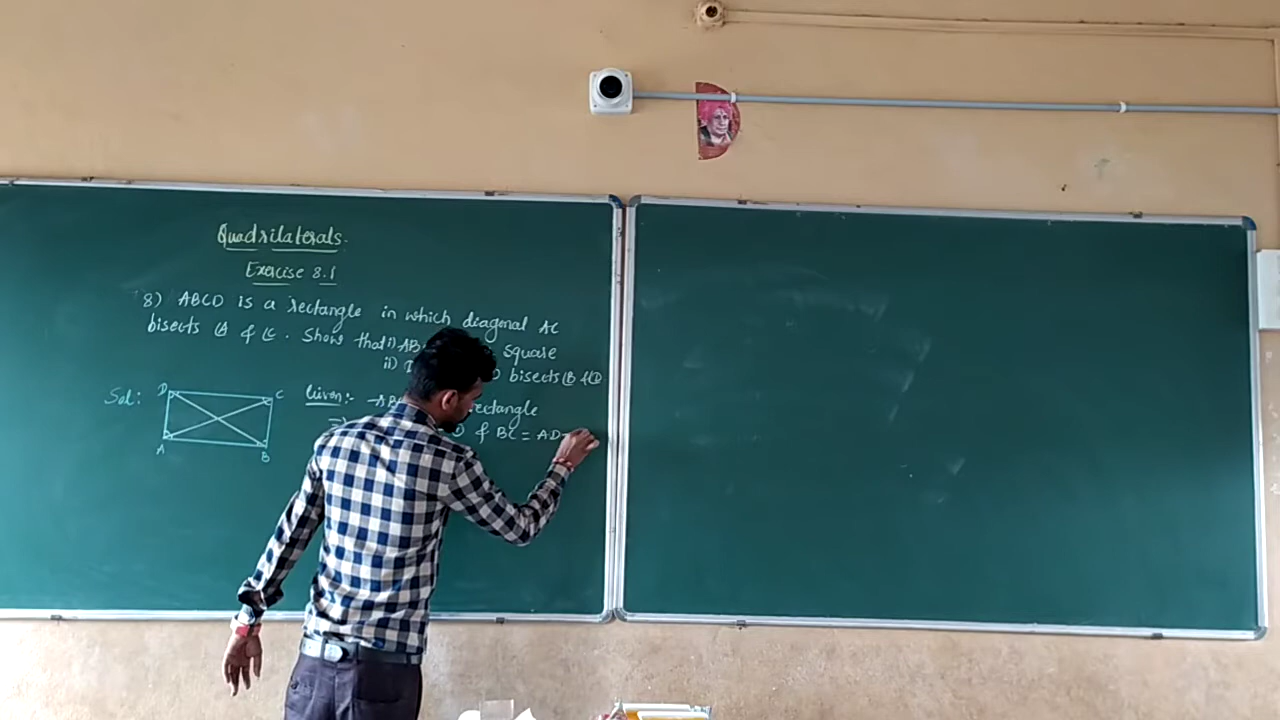 Quadrilaterals.
Exercise 8.1
8) ABCD is a rectangle in which diagonal AC
bisects ∠A & ∠C. Show that i) AB square
ii) bisects ∠B & ∠D
Sol:
D C
A B
Given:- rectangle
& BC = AD